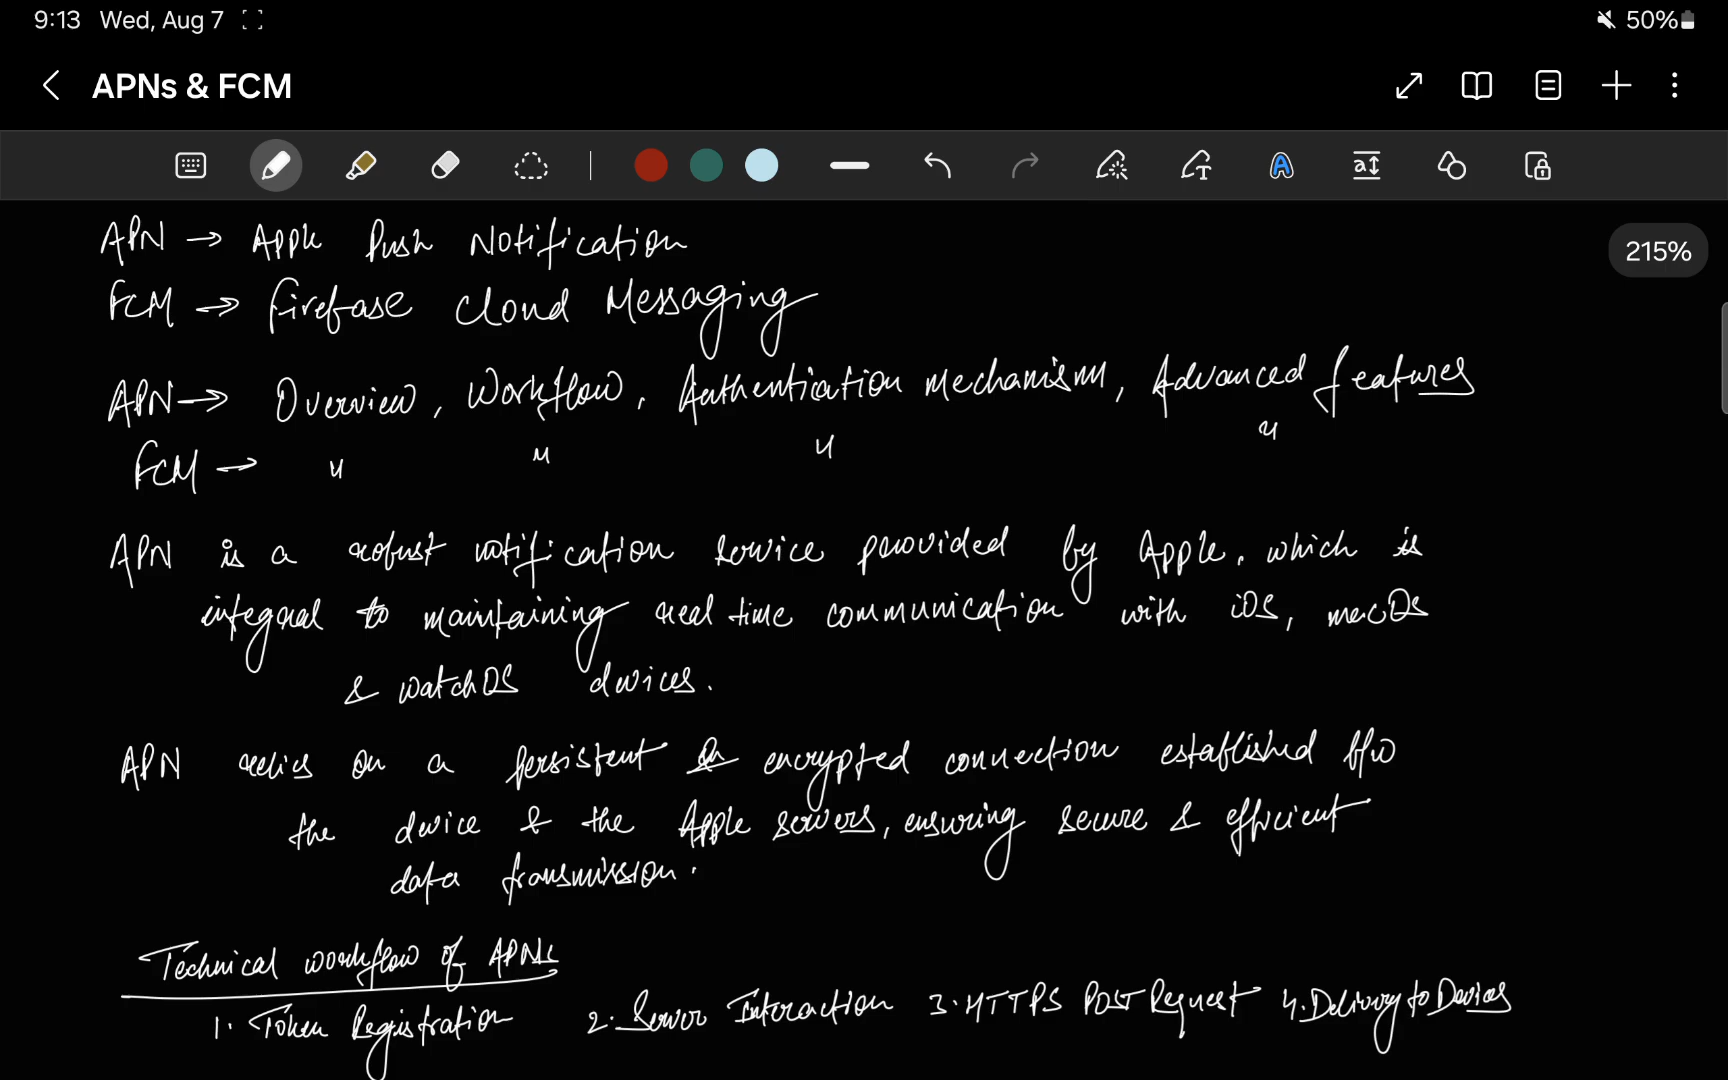 9:13 Wed, Aug 7 50%
APNs & FCM
215%
APN → Apple Push Notification
FCM → Firebase Cloud Messaging
APN → Overview, Workflow, Authentication Mechanism, Advanced features
FCM → " " " "
APN is a robust notification service provided by Apple, which is
integral to maintaining real time communication with iOS, macOS
& watchOS devices.
APN relies on a persistent & encrypted connection established b/w
the device & the Apple servers, ensuring secure & efficient
data transmission.
Technical workflow of APNs
1. Token Registration 2. Server Interaction 3. HTTPS POST Request 4. Delivery to Devices